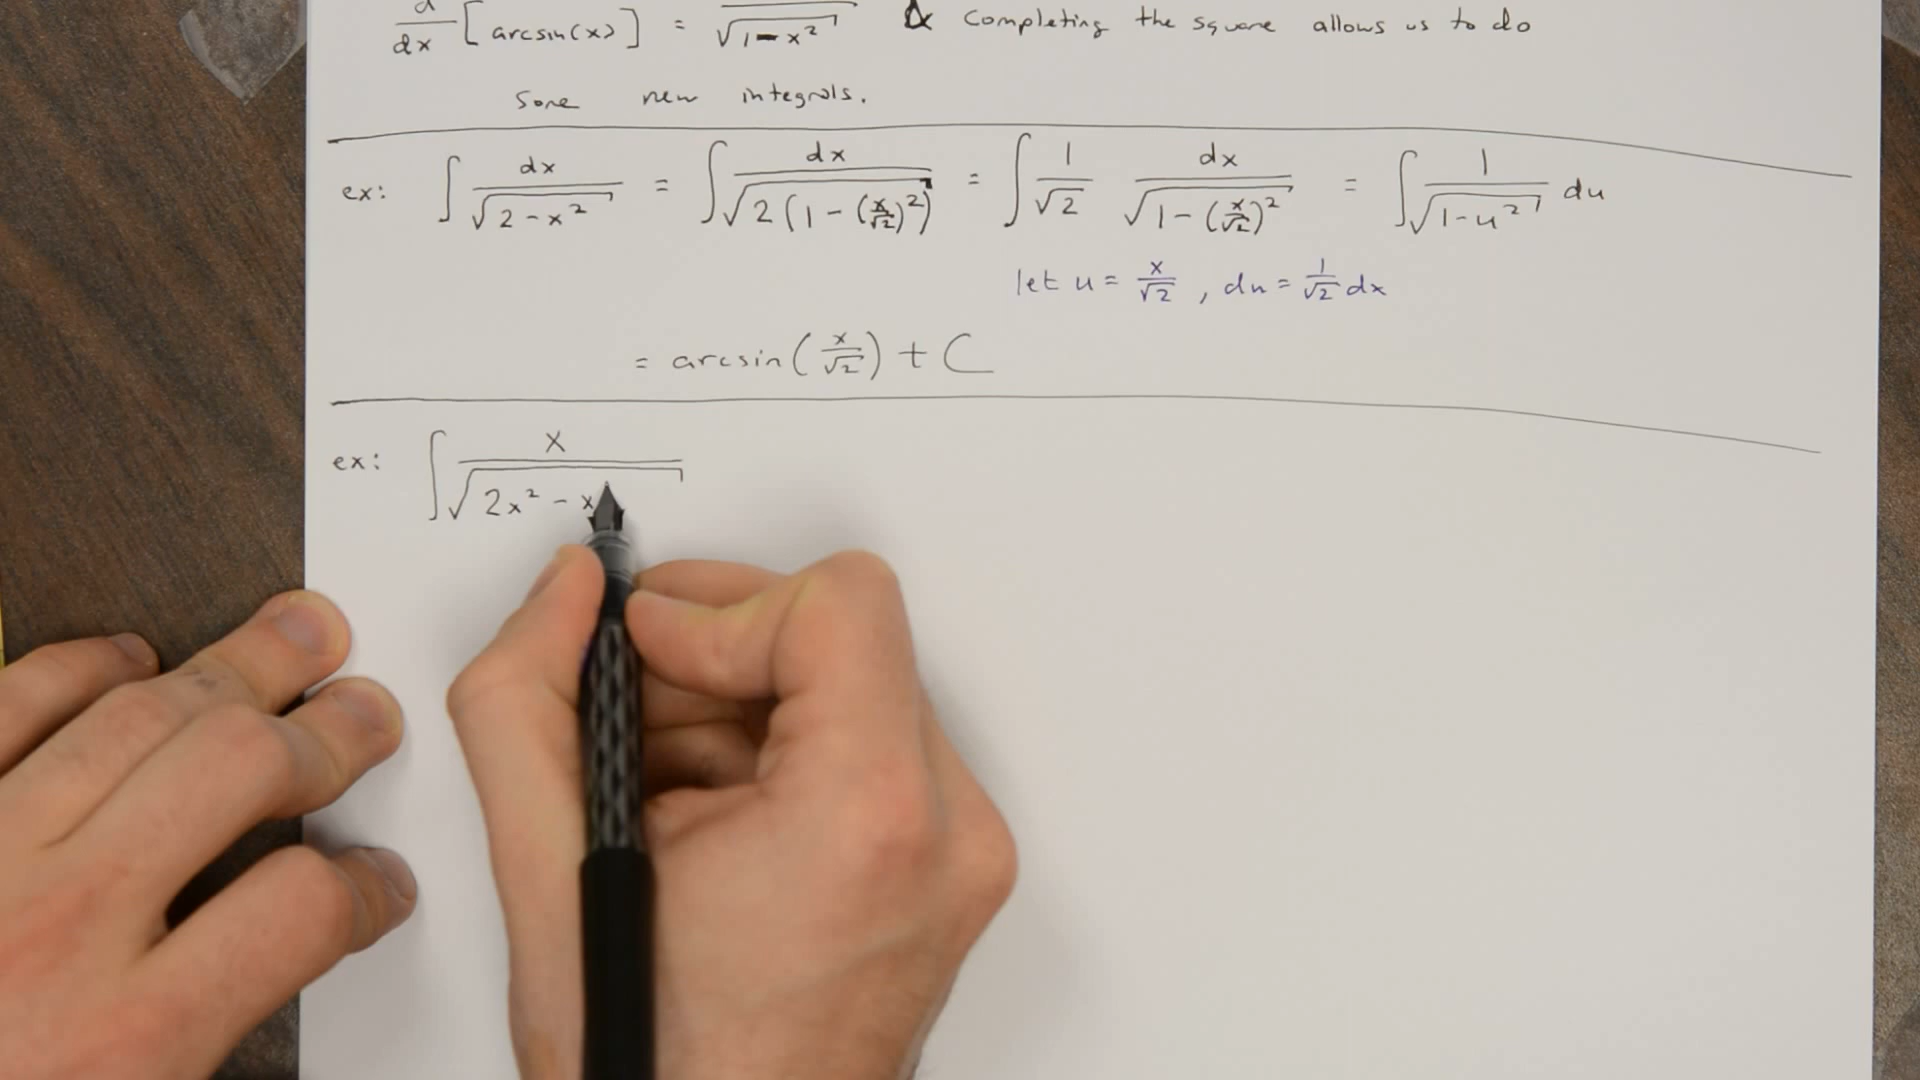 d/dx [arcsin(x)] = /√(1-x²) & Completing the square allows us to do
some new integrals.
ex: ∫ dx/√(2-x²) = ∫ dx/√(2(1-(x/√2)²)) = ∫ 1/√2 dx/√(1-(x/√2)²) = ∫ 1/√(1-u²) du
let u = x/√2, du = 1/√2 dx
= arcsin(x/√2) + C
ex: ∫ x/√(2x² - x